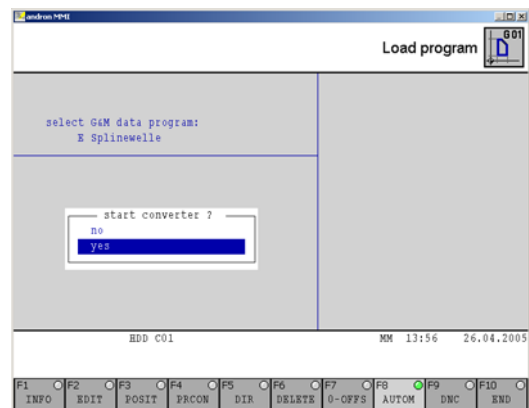 andron MMI
Load program
G01
select G&M data program:
E Splinewelle
start converter ?
no
yes
HDD C01 MM 13:56 26.04.2005
F1 F2 F3 F4 F5 F6 F7 F8 F9 F10
INFO EDIT POSIT PRCON DIR DELETE 0-OFFS AUTOM DNC END